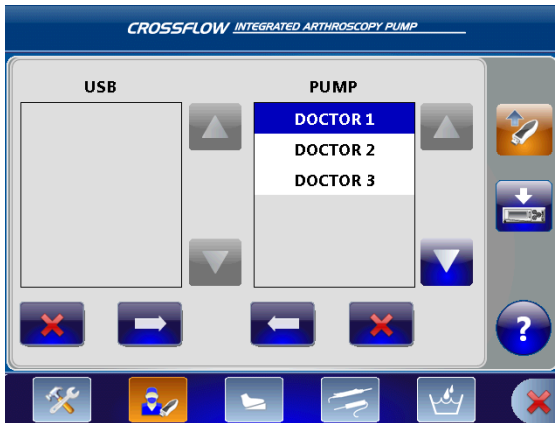 CROSSFLOW INTEGRATED ARTHROSCOPY PUMP
USB
PUMP
DOCTOR 1
DOCTOR 2
DOCTOR 3
?